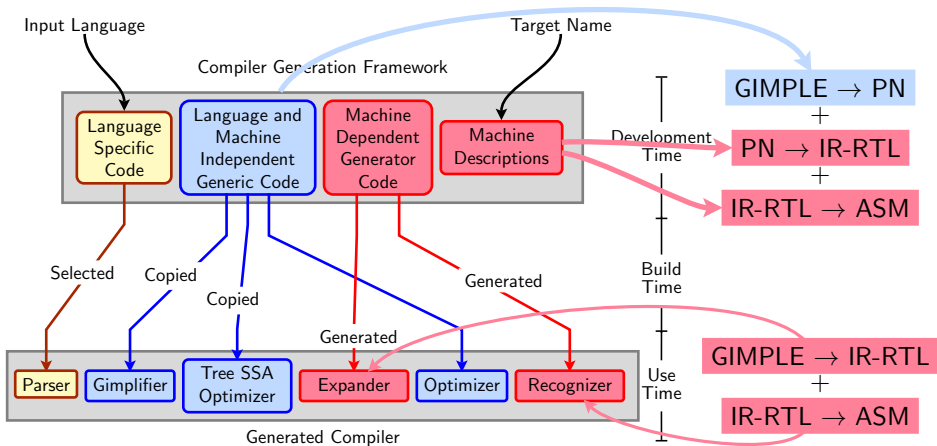 Input Language
Target Name
Compiler Generation Framework
Language
Specific
Code
Language and
Machine
Independent
Generic Code
Machine
Dependent
Generator
Code
Machine
Descriptions
Development
Time
GIMPLE → PN
+
PN → IR-RTL
+
IR-RTL → ASM
Selected
Copied
Copied
Generated
Generated
Build
Time
Parser
Gimplifier
Tree SSA
Optimizer
Expander
Optimizer
Recognizer
Use
Time
GIMPLE → IR-RTL
+
IR-RTL → ASM
Generated Compiler